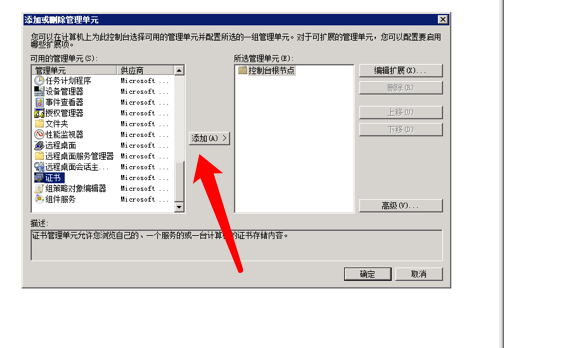 添加或删除管理单元
您可以在计算机上为此控制台选择可用的管理单元并配置所选的一组管理单元。对于可扩展的管理单元，您可以配置要启用
哪些扩展项。
可用的管理单元(S):
管理单元 供应商
任务计划程序 Microsoft ...
设备管理器 Microsoft ...
事件查看器 Microsoft ...
授权管理器 Microsoft ...
文件夹 Microsoft ...
性能监视器 Microsoft ...
远程桌面 Microsoft ...
远程桌面服务管理器 Microsoft ...
远程桌面会话主... Microsoft ...
证书 Microsoft ...
组策略对象编辑器 Microsoft ...
组件服务 Microsoft ...
添加(A) >
所选管理单元(E):
控制台根节点
编辑扩展(X)...
删除(R)
上移(U)
下移(D)
高级(V)...
描述:
证书管理单元允许您浏览自己的、一个服务的或一台计算机的证书存储内容。
确定
取消